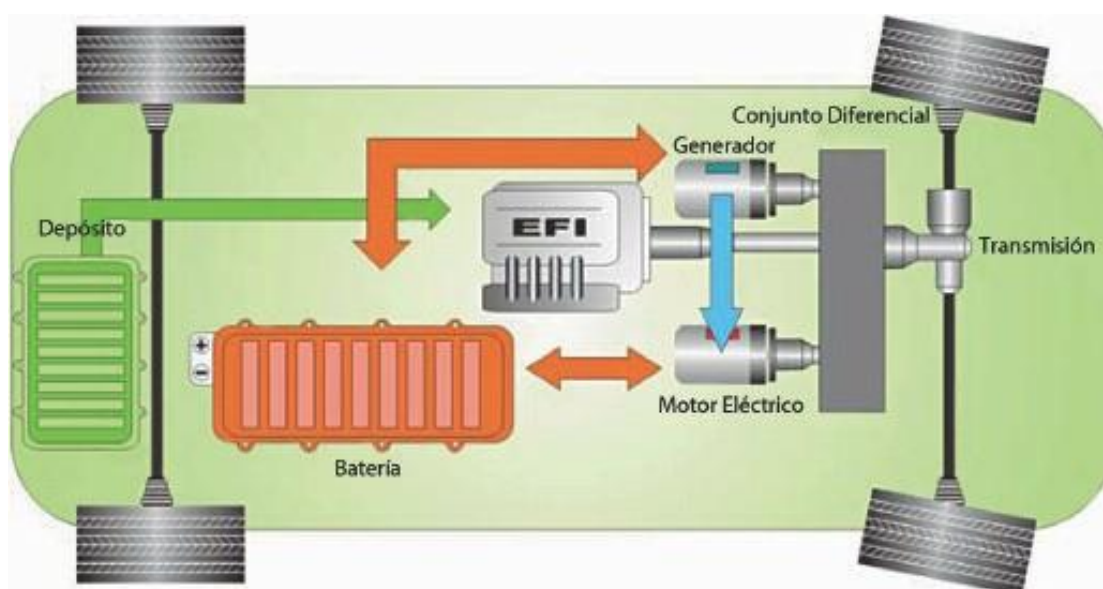 Conjunto Diferencial
Generador
Depósito
EFI
Transmisión
+
−
Motor Eléctrico
Batería